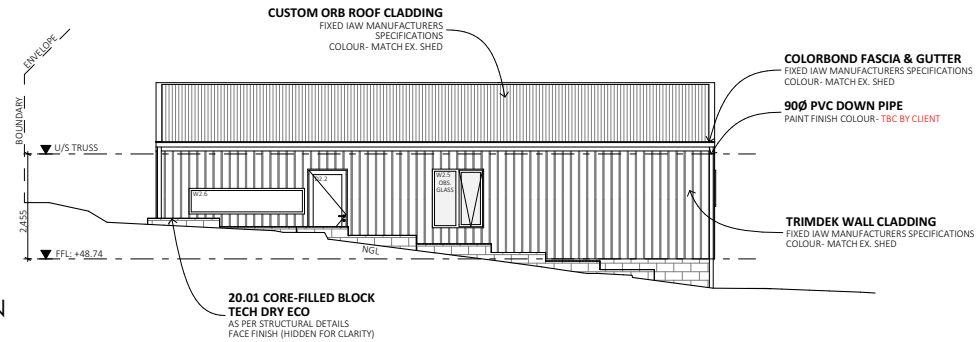 CUSTOM ORB ROOF CLADDING
FIXED IAW MANUFACTURERS
SPECIFICATIONS
COLOUR- MATCH EX. SHED
ENVELOPE
BOUNDARY
COLORBOND FASCIA & GUTTER
FIXED IAW MANUFACTURERS SPECIFICATIONS
COLOUR- MATCH EX. SHED
90Ø PVC DOWN PIPE
PAINT FINISH COLOUR- TBC BY CLIENT
U/S TRUSS
W2.6
D2.2
W2.5
OBS.
GLASS
2,455
TRIMDEK WALL CLADDING
FIXED IAW MANUFACTURERS SPECIFICATIONS
COLOUR- MATCH EX. SHED
NGL
FFL: +48.74
20.01 CORE-FILLED BLOCK
TECH DRY ECO
AS PER STRUCTURAL DETAILS
FACE FINISH (HIDDEN FOR CLARITY)
N